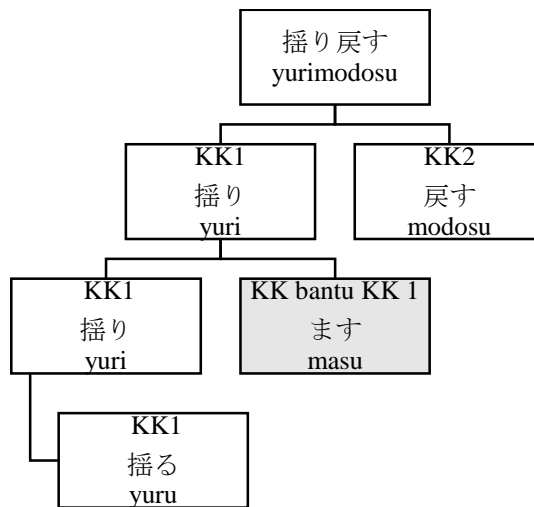 揺り戻す
yurimodosu
KK1
揺り
yuri
KK2
戻す
modosu
KK1
揺り
yuri
KK bantu KK 1
ます
masu
KK1
揺る
yuru